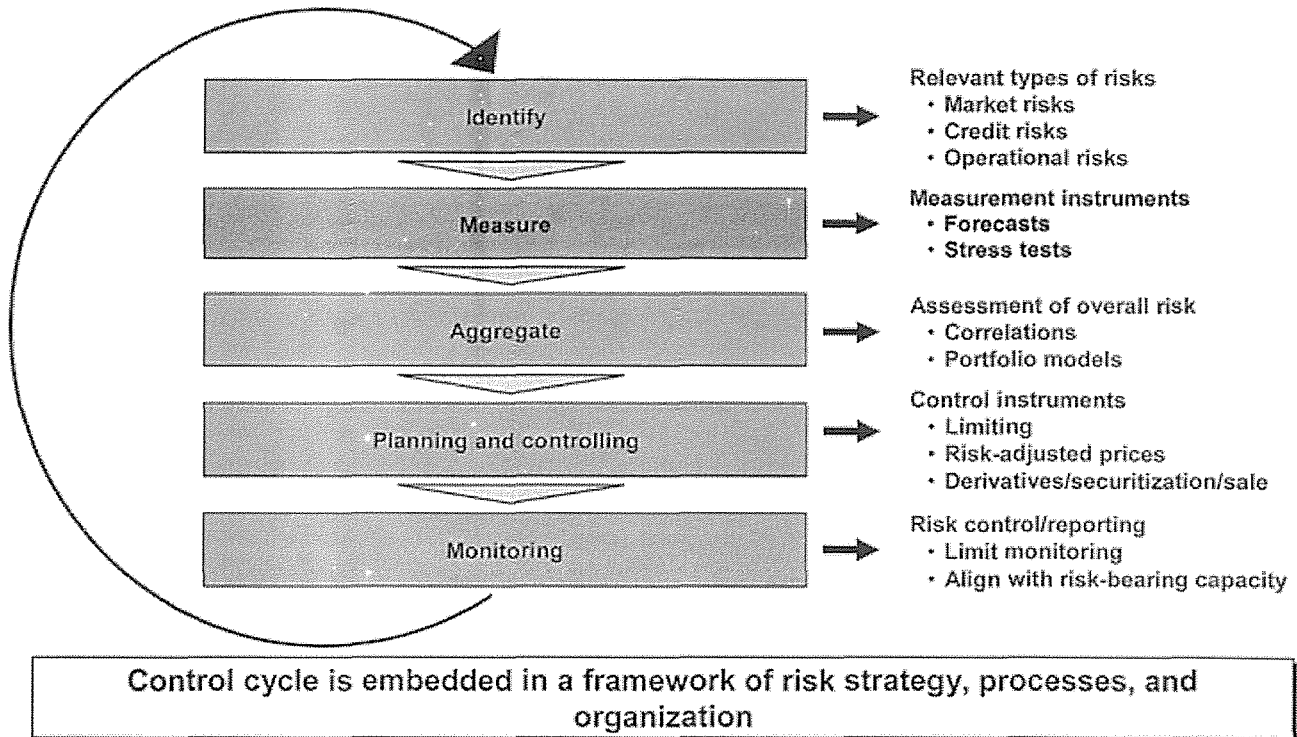 Identify
Relevant types of risks
• Market risks
• Credit risks
• Operational risks
Measure
Measurement instruments
• Forecasts
• Stress tests
Aggregate
Assessment of overall risk
• Correlations
• Portfolio models
Planning and controlling
Control instruments
• Limiting
• Risk-adjusted prices
• Derivatives/securitization/sale
Monitoring
Risk control/reporting
• Limit monitoring
• Align with risk-bearing capacity
Control cycle is embedded in a framework of risk strategy, processes, and
organization